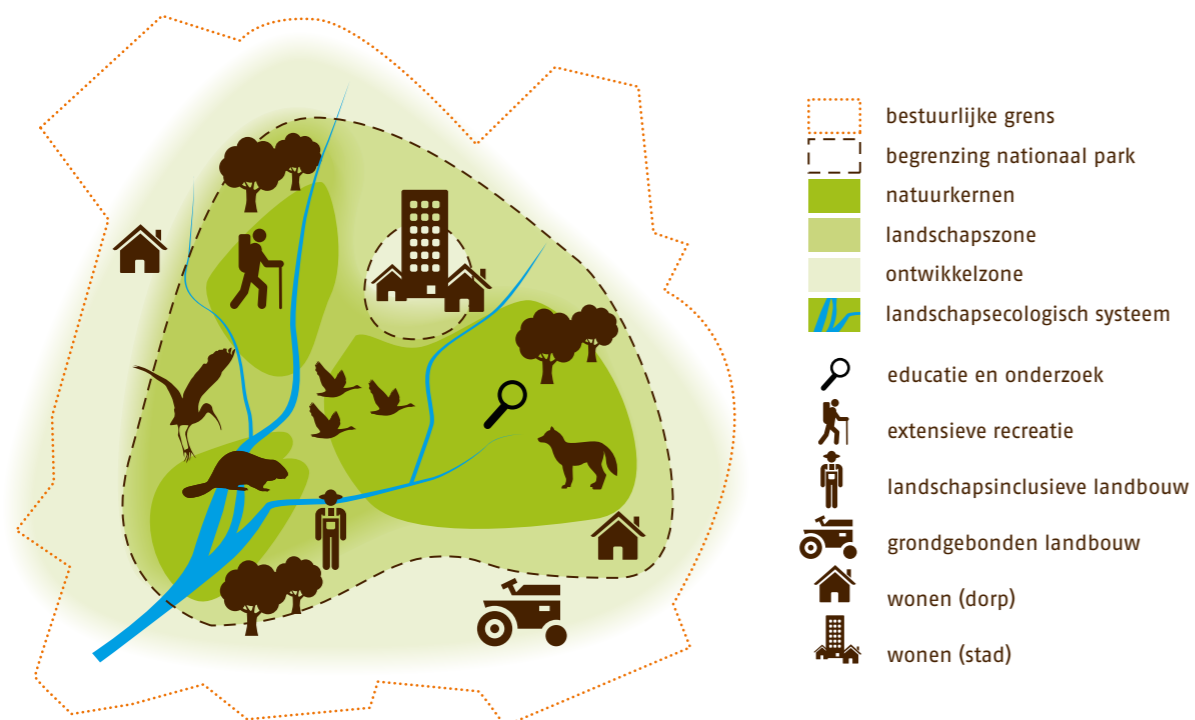 bestuurlijke grens
begrenzing nationaal park
natuurkernen
landschapszone
ontwikkelzone
landschapsecologisch systeem
educatie en onderzoek
extensieve recreatie
landschapsinclusieve landbouw
grondgebonden landbouw
wonen (dorp)
wonen (stad)